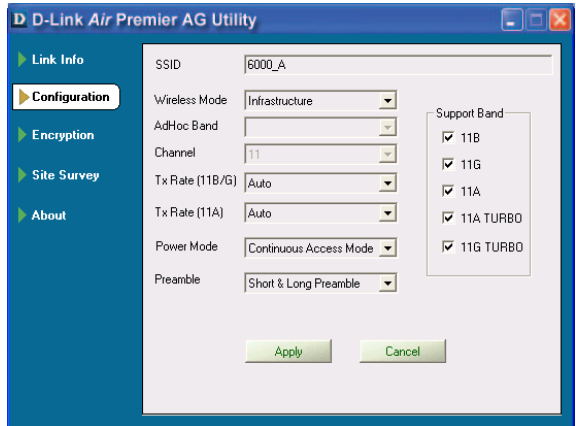 D D-Link Air Premier AG Utility
Link Info
Configuration
Encryption
Site Survey
About
SSID 6000_A
Wireless Mode Infrastructure
AdHoc Band
Channel 11
Tx Rate (11B/G) Auto
Tx Rate (11A) Auto
Power Mode Continuous Access Mode
Preamble Short & Long Preamble
Support Band
11B
11G
11A
11A TURBO
11G TURBO
Apply Cancel